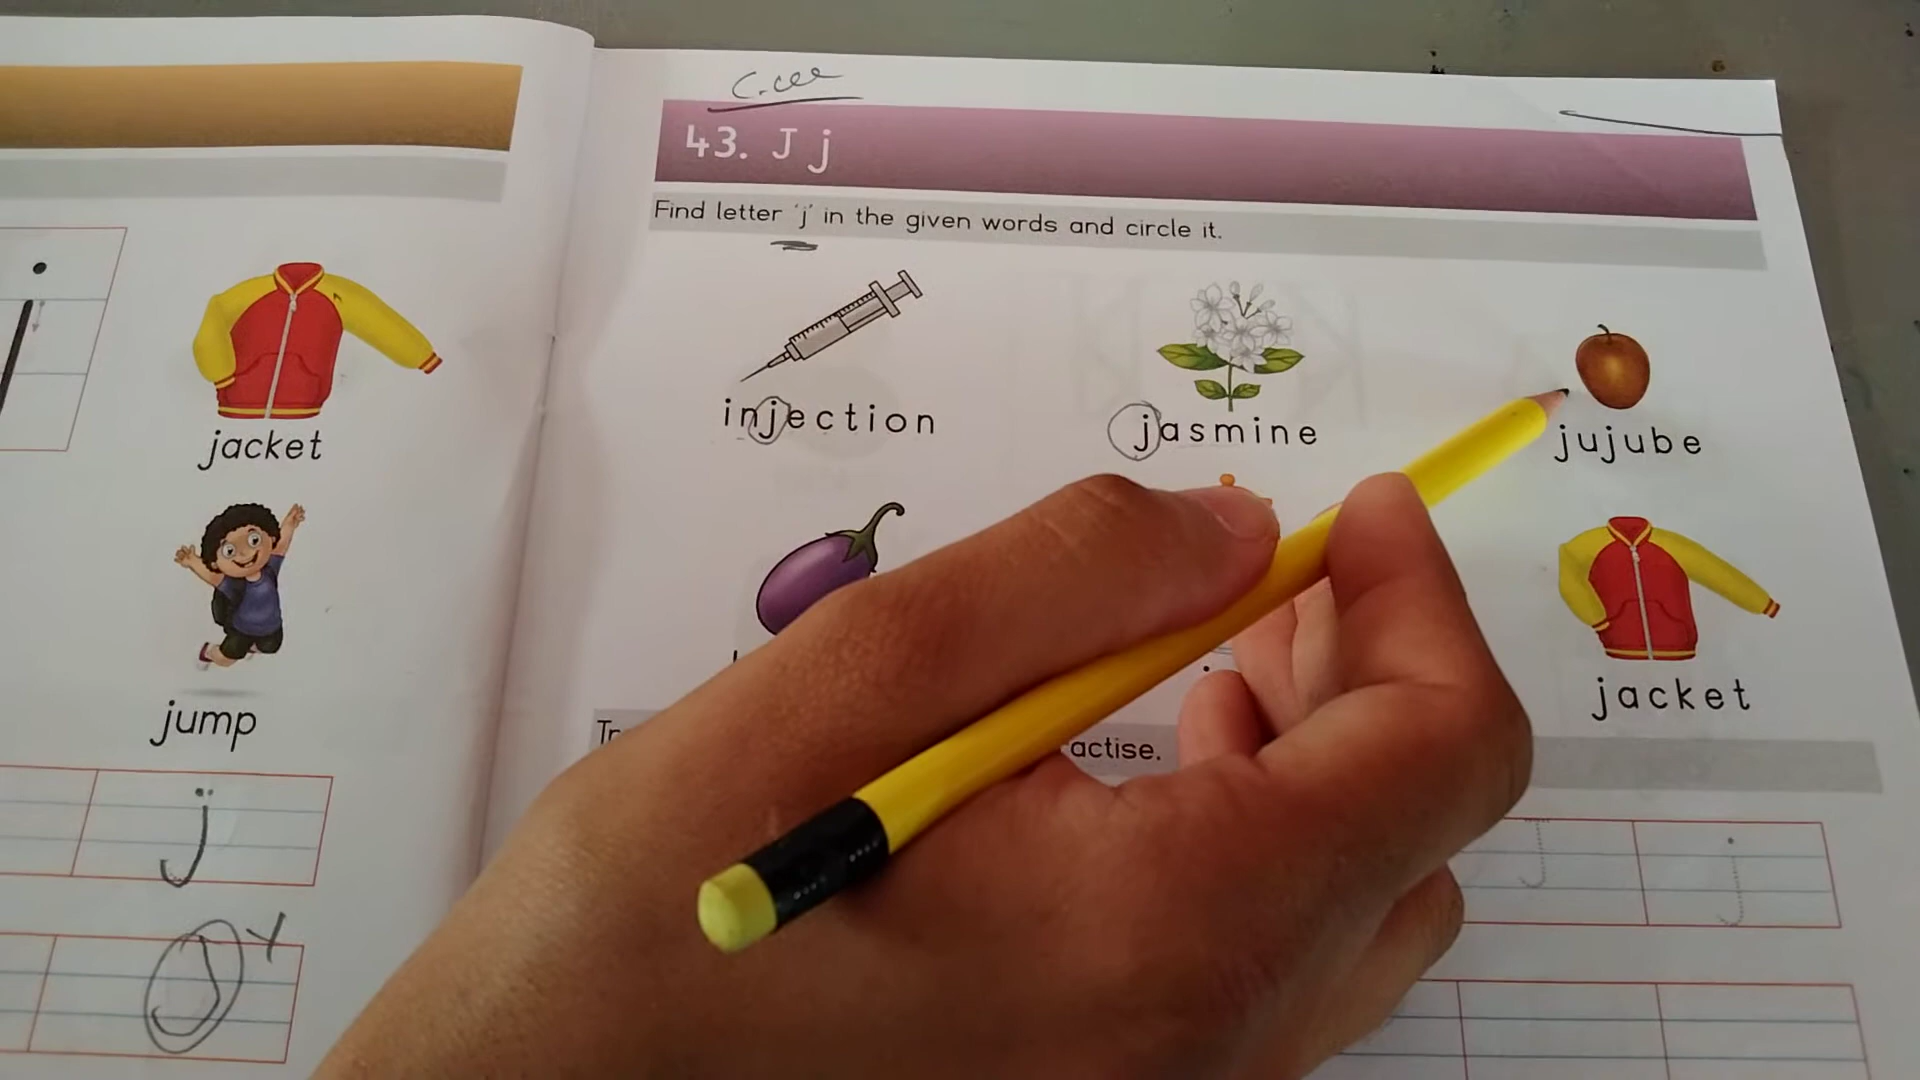 jacket
jump
j
J
C.W
43. J j
Find letter 'j' in the given words and circle it.
injection
jasmine
jujube
jacket
actise.
j
j